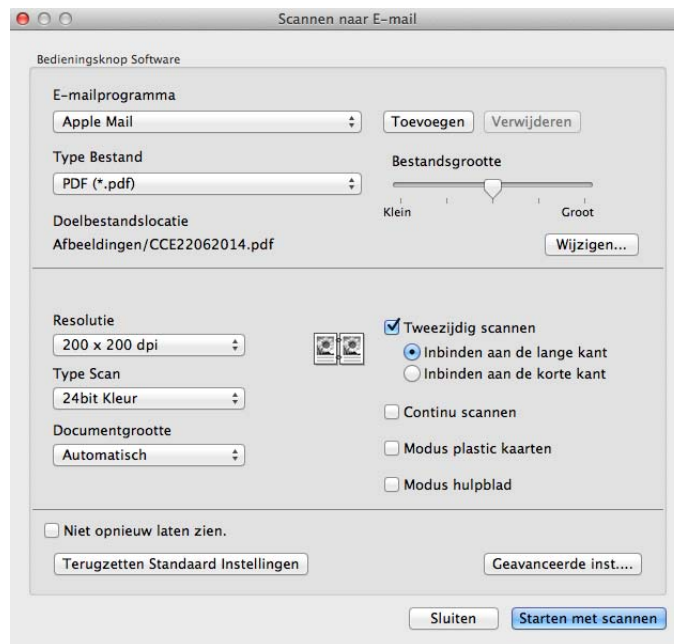 Scannen naar E-mail
Bedieningsknop Software
E-mailprogramma
Apple Mail
Toevoegen
Verwijderen
Type Bestand
PDF (*.pdf)
Bestandsgrootte
Klein
Groot
Doelbestandslocatie
Afbeeldingen/CCE22062014.pdf
Wijzigen...
Resolutie
200 x 200 dpi
Type Scan
24bit Kleur
Documentgrootte
Automatisch
Tweezijdig scannen
Inbinden aan de lange kant
Inbinden aan de korte kant
Continu scannen
Modus plastic kaarten
Modus hulpblad
Niet opnieuw laten zien.
Terugzetten Standaard Instellingen
Geavanceerde inst....
Sluiten
Starten met scannen